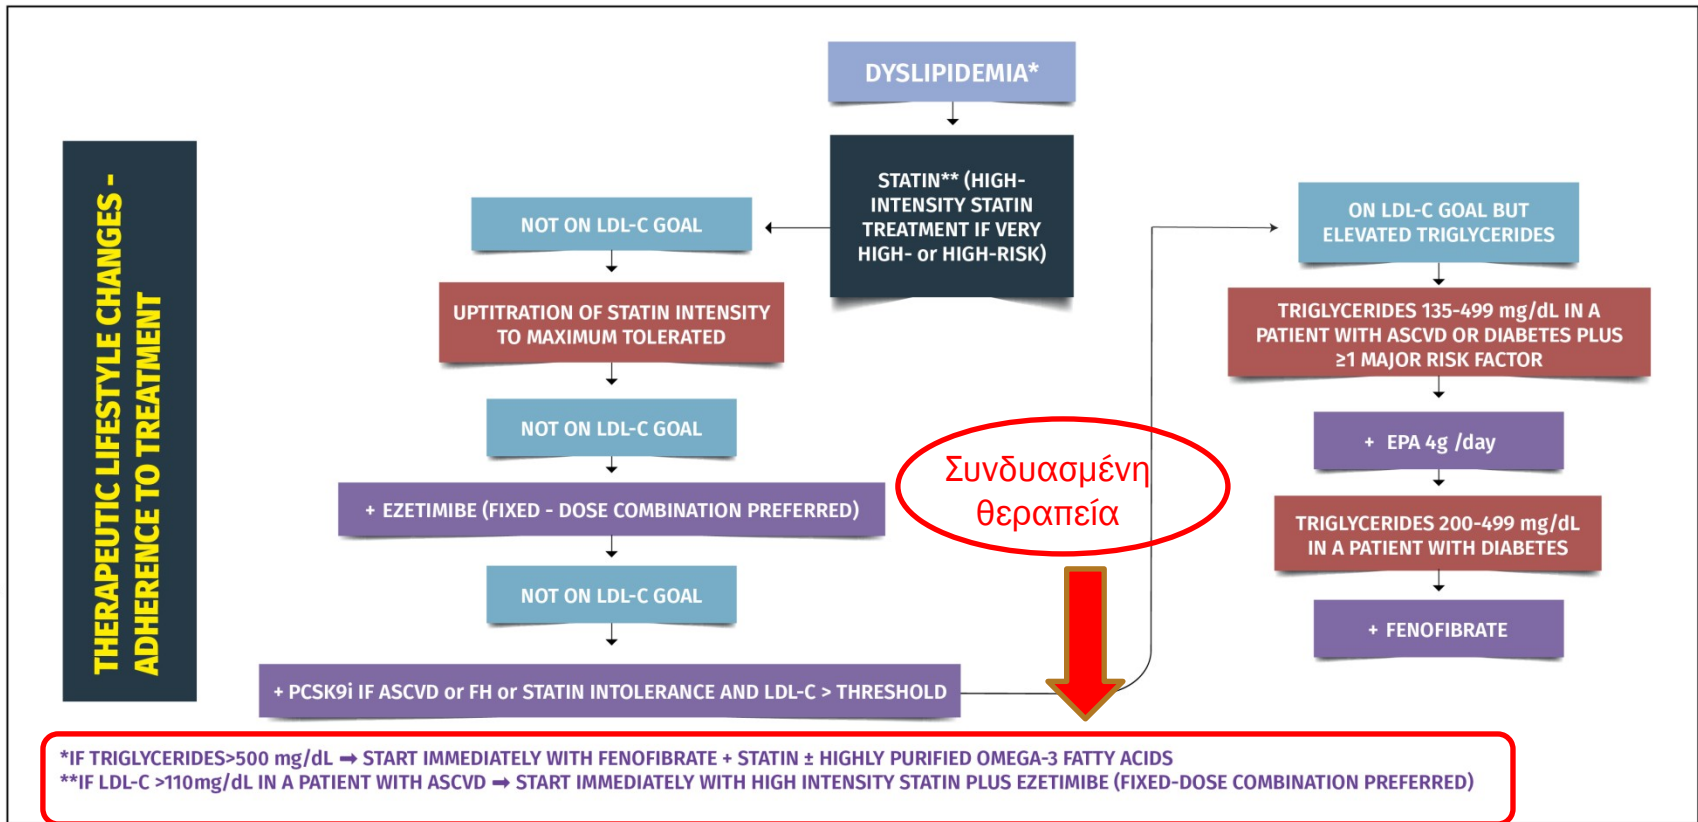 THERAPEUTIC LIFESTYLE CHANGES -
ADHERENCE TO TREATMENT
DYSLIPIDEMIA*
STATIN** (HIGH-
INTENSITY STATIN
TREATMENT IF VERY
HIGH- or HIGH-RISK)
NOT ON LDL-C GOAL
UPTITRATION OF STATIN INTENSITY
TO MAXIMUM TOLERATED
NOT ON LDL-C GOAL
+ EZETIMIBE (FIXED - DOSE COMBINATION PREFERRED)
NOT ON LDL-C GOAL
+ PCSK9i IF ASCVD or FH or STATIN INTOLERANCE AND LDL-C > THRESHOLD
Συνδυασμένη
θεραπεία
ON LDL-C GOAL BUT
ELEVATED TRIGLYCERIDES
TRIGLYCERIDES 135-499 mg/dL IN A
PATIENT WITH ASCVD OR DIABETES PLUS
≥1 MAJOR RISK FACTOR
+ EPA 4g /day
TRIGLYCERIDES 200-499 mg/dL
IN A PATIENT WITH DIABETES
+ FENOFIBRATE
*IF TRIGLYCERIDES>500 mg/dL ➡ START IMMEDIATELY WITH FENOFIBRATE + STATIN ± HIGHLY PURIFIED OMEGA-3 FATTY ACIDS
**IF LDL-C >110mg/dL IN A PATIENT WITH ASCVD ➡ START IMMEDIATELY WITH HIGH INTENSITY STATIN PLUS EZETIMIBE (FIXED-DOSE COMBINATION PREFERRED)